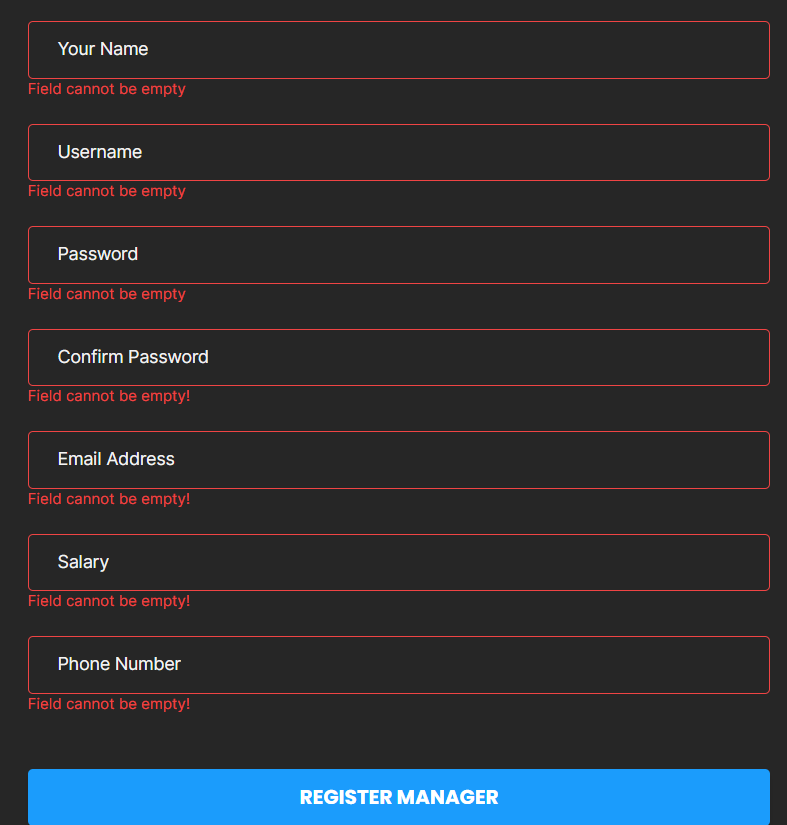 Your Name
Field cannot be empty
Username
Field cannot be empty
Password
Field cannot be empty
Confirm Password
Field cannot be empty!
Email Address
Field cannot be empty!
Salary
Field cannot be empty!
Phone Number
Field cannot be empty!
REGISTER MANAGER